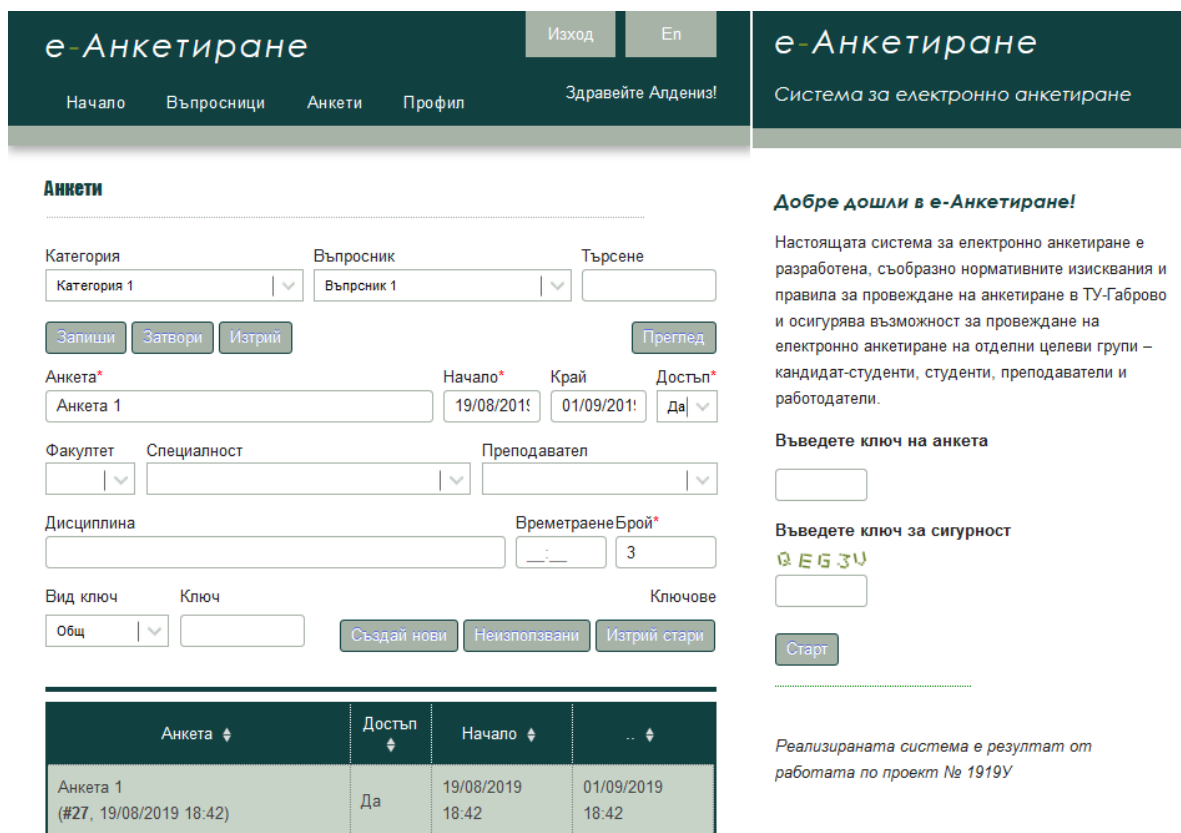 е-Анкетиране
Изход
En
Начало Въпросници Анкети Профил
Здравейте Алдениз!
Анкети
Категория Въпросник Търсене
Категория 1 Въпрсник 1
Запиши Затвори Изтрий Преглед
Анкета* Начало* Край Достъп*
Анкета 1 19/08/201 01/09/201 Да
Факултет Специалност Преподавател
Дисциплина Времетраене Брой*
__:__ 3
Вид ключ Ключ Ключове
Общ Създай нови Неизползвани Изтрий стари
Анкета Достъп Начало ..
Анкета 1 Да 19/08/2019 01/09/2019
(#27, 19/08/2019 18:42) 18:42 18:42
е-Анкетиране
Система за електронно анкетиране
Добре дошли в е-Анкетиране!
Настоящата система за електронно анкетиране е
разработена, съобразно нормативните изисквания и
правила за провеждане на анкетиране в ТУ-Габрово
и осигурява възможност за провеждане на
електронно анкетиране на отделни целеви групи –
кандидат-студенти, студенти, преподаватели и
работодатели.
Въведете ключ на анкета
Въведете ключ за сигурност
QEG3U
Старт
Реализираната система е резултат от
работата по проект № 1919У